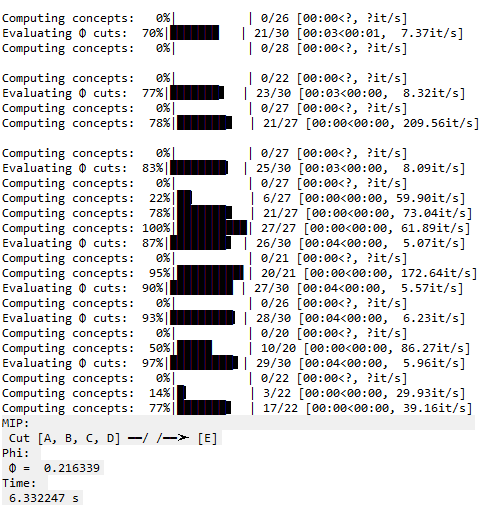 Computing concepts:   0%|          | 0/26 [00:00<?, ?it/s]
Evaluating Φ cuts:  70%|███████   | 21/30 [00:03<00:01,  7.37it/s]
Computing concepts:   0%|          | 0/28 [00:00<?, ?it/s]
Computing concepts:   0%|          | 0/22 [00:00<?, ?it/s]
Evaluating Φ cuts:  77%|███████▋  | 23/30 [00:03<00:00,  8.32it/s]
Computing concepts:   0%|          | 0/27 [00:00<?, ?it/s]
Computing concepts:  78%|███████▊  | 21/27 [00:00<00:00, 209.56it/s]
Computing concepts:   0%|          | 0/27 [00:00<?, ?it/s]
Evaluating Φ cuts:  83%|████████▎ | 25/30 [00:03<00:00,  8.09it/s]
Computing concepts:   0%|          | 0/27 [00:00<?, ?it/s]
Computing concepts:  22%|██▏       | 6/27 [00:00<00:00, 59.90it/s]
Computing concepts:  78%|███████▊  | 21/27 [00:00<00:00, 73.04it/s]
Computing concepts: 100%|██████████| 27/27 [00:00<00:00, 61.89it/s]
Evaluating Φ cuts:  87%|████████▋ | 26/30 [00:04<00:00,  5.07it/s]
Computing concepts:   0%|          | 0/21 [00:00<?, ?it/s]
Computing concepts:  95%|█████████▌| 20/21 [00:00<00:00, 172.64it/s]
Evaluating Φ cuts:  90%|█████████ | 27/30 [00:04<00:00,  5.57it/s]
Computing concepts:   0%|          | 0/26 [00:00<?, ?it/s]
Evaluating Φ cuts:  93%|█████████▎| 28/30 [00:04<00:00,  6.23it/s]
Computing concepts:   0%|          | 0/20 [00:00<?, ?it/s]
Computing concepts:  50%|█████     | 10/20 [00:00<00:00, 86.27it/s]
Evaluating Φ cuts:  97%|█████████▋| 29/30 [00:04<00:00,  5.96it/s]
Computing concepts:   0%|          | 0/22 [00:00<?, ?it/s]
Computing concepts:  14%|█▎        | 3/22 [00:00<00:00, 29.93it/s]
Computing concepts:  77%|███████▋  | 17/22 [00:00<00:00, 39.16it/s]
MIP:
Cut [A, B, C, D] ━━/ /━━➤ [E]
Phi:
Φ =  0.216339
Time:
6.332247 s